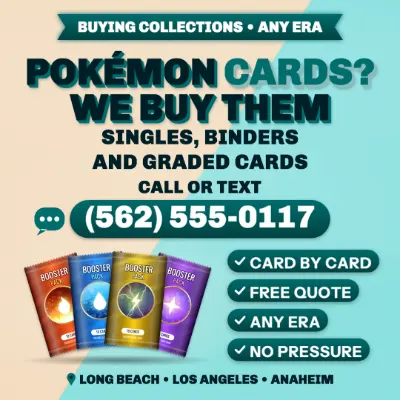 BUYING COLLECTIONS • ANY ERA
POKÉMON CARDS?
WE BUY THEM
SINGLES, BINDERS
AND GRADED CARDS
CALL OR TEXT
(562) 555-0117
BOOSTER
PACK
BOOSTER
PACK
BOOSTER
PACK
BOOSTER
PACK
✓ CARD BY CARD
✓ FREE QUOTE
✓ ANY ERA
✓ NO PRESSURE
LONG BEACH • LOS ANGELES • ANAHEIM